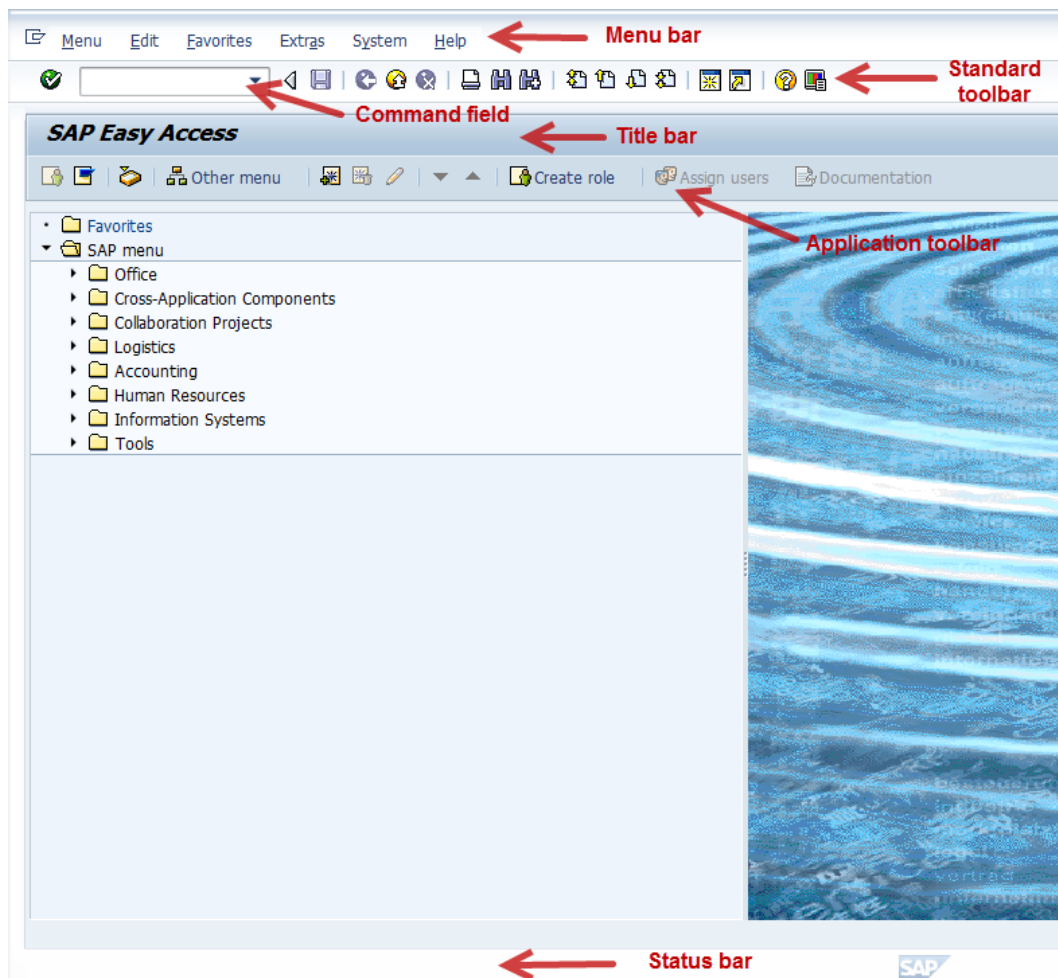 Menu Edit Favorites Extras System Help Menu bar
Standard
toolbar
Command field
SAP Easy Access Title bar
Other menu Create role Assign users Documentation
Application toolbar
Favorites
SAP menu
Office
Cross-Application Components
Collaboration Projects
Logistics
Accounting
Human Resources
Information Systems
Tools
vertrag
Status bar
SAP